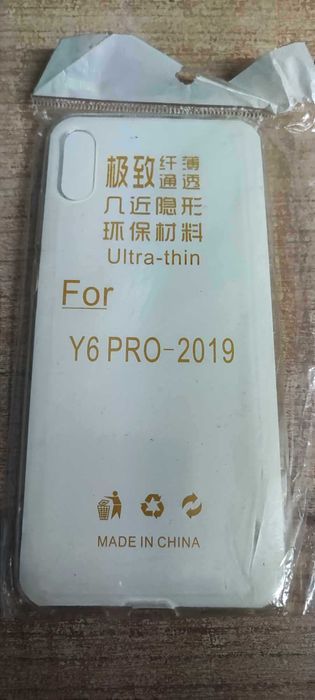 极致纤薄
通透
几近隐形
环保材料
Ultra-thin
For
Y6 PRO-2019
MADE IN CHINA